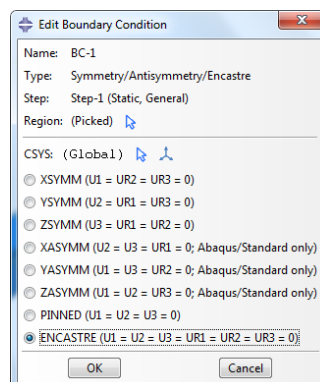 Edit Boundary Condition
Name: BC-1
Type: Symmetry/Antisymmetry/Encastre
Step: Step-1 (Static, General)
Region: (Picked)
CSYS: (Global)
XSYMM (U1 = UR2 = UR3 = 0)
YSYMM (U2 = UR1 = UR3 = 0)
ZSYMM (U3 = UR1 = UR2 = 0)
XASYMM (U2 = U3 = UR1 = 0; Abaqus/Standard only)
YASYMM (U1 = U3 = UR2 = 0; Abaqus/Standard only)
ZASYMM (U1 = U2 = UR3 = 0; Abaqus/Standard only)
PINNED (U1 = U2 = U3 = 0)
ENCASTRE (U1 = U2 = U3 = UR1 = UR2 = UR3 = 0)
OK Cancel